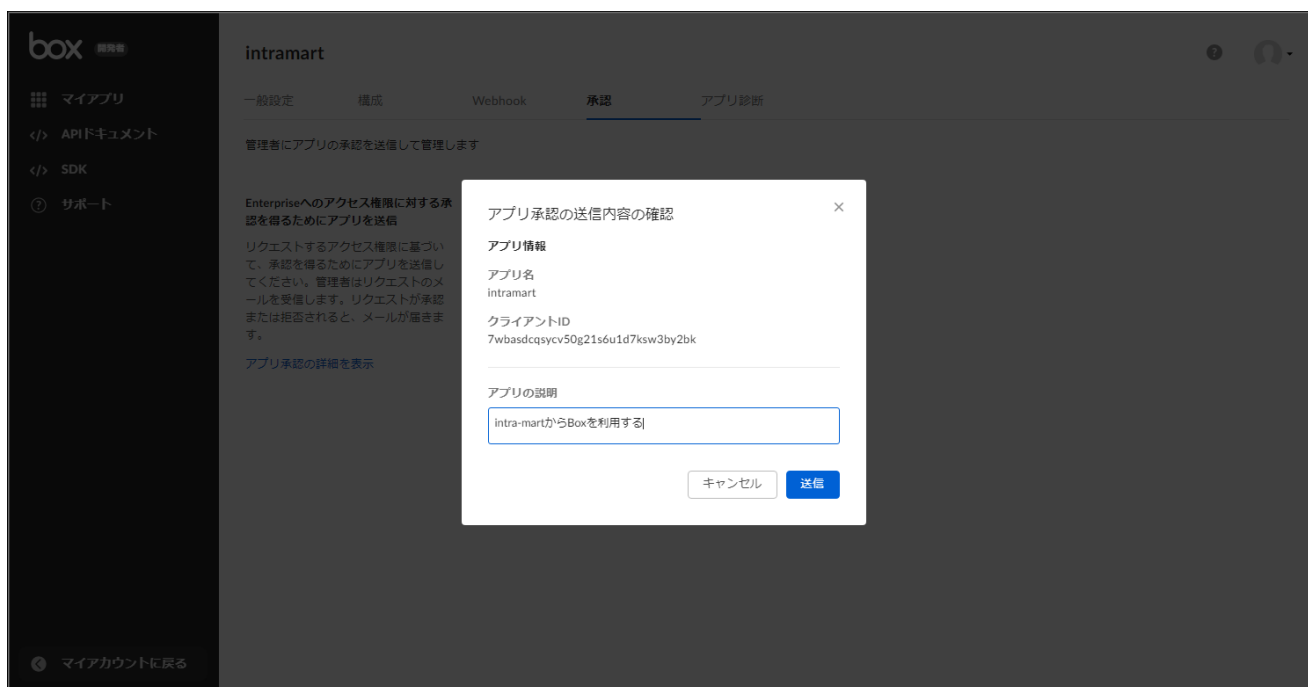 box 開発者
マイアプリ
APIドキュメント
SDK
サポート
マイアカウントに戻る
intramart
一般設定 構成 Webhook 承認 アプリ診断
管理者にアプリの承認を送信して管理します
Enterpriseへのアクセス権限に対する承
認を得るためにアプリを送信
リクエストするアクセス権限に基づい
て、承認を得るためにアプリを送信し
てください。管理者はリクエストのメ
ールを受信します。リクエストが承認
または拒否されると、メールが届きま
す。
アプリ承認の詳細を表示
アプリ承認の送信内容の確認
アプリ情報
アプリ名
intramart
クライアントID
7wbasdcqsycv50g21s6u1d7ksw3by2bk
アプリの説明
intra-martからBoxを利用する
キャンセル 送信